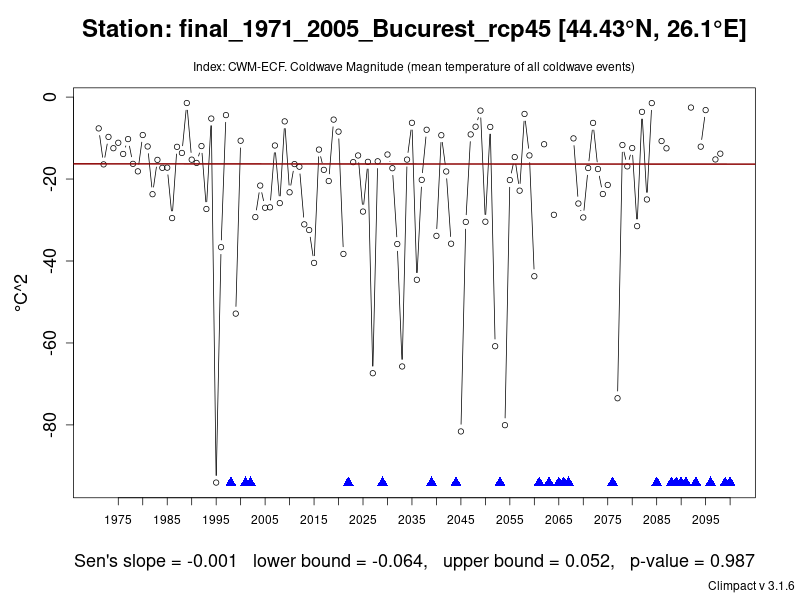 Station: final_1971_2005_Bucurest_rcp45 [44.43°N, 26.1°E]
Index: CWM-ECF. Coldwave Magnitude (mean temperature of all coldwave events)
°C^2
0
-20
-40
-60
-80
1975 1985 1995 2005 2015 2025 2035 2045 2055 2065 2075 2085 2095
Sen's slope = -0.001 lower bound = -0.064, upper bound = 0.052, p-value = 0.987
Climpact v 3.1.6